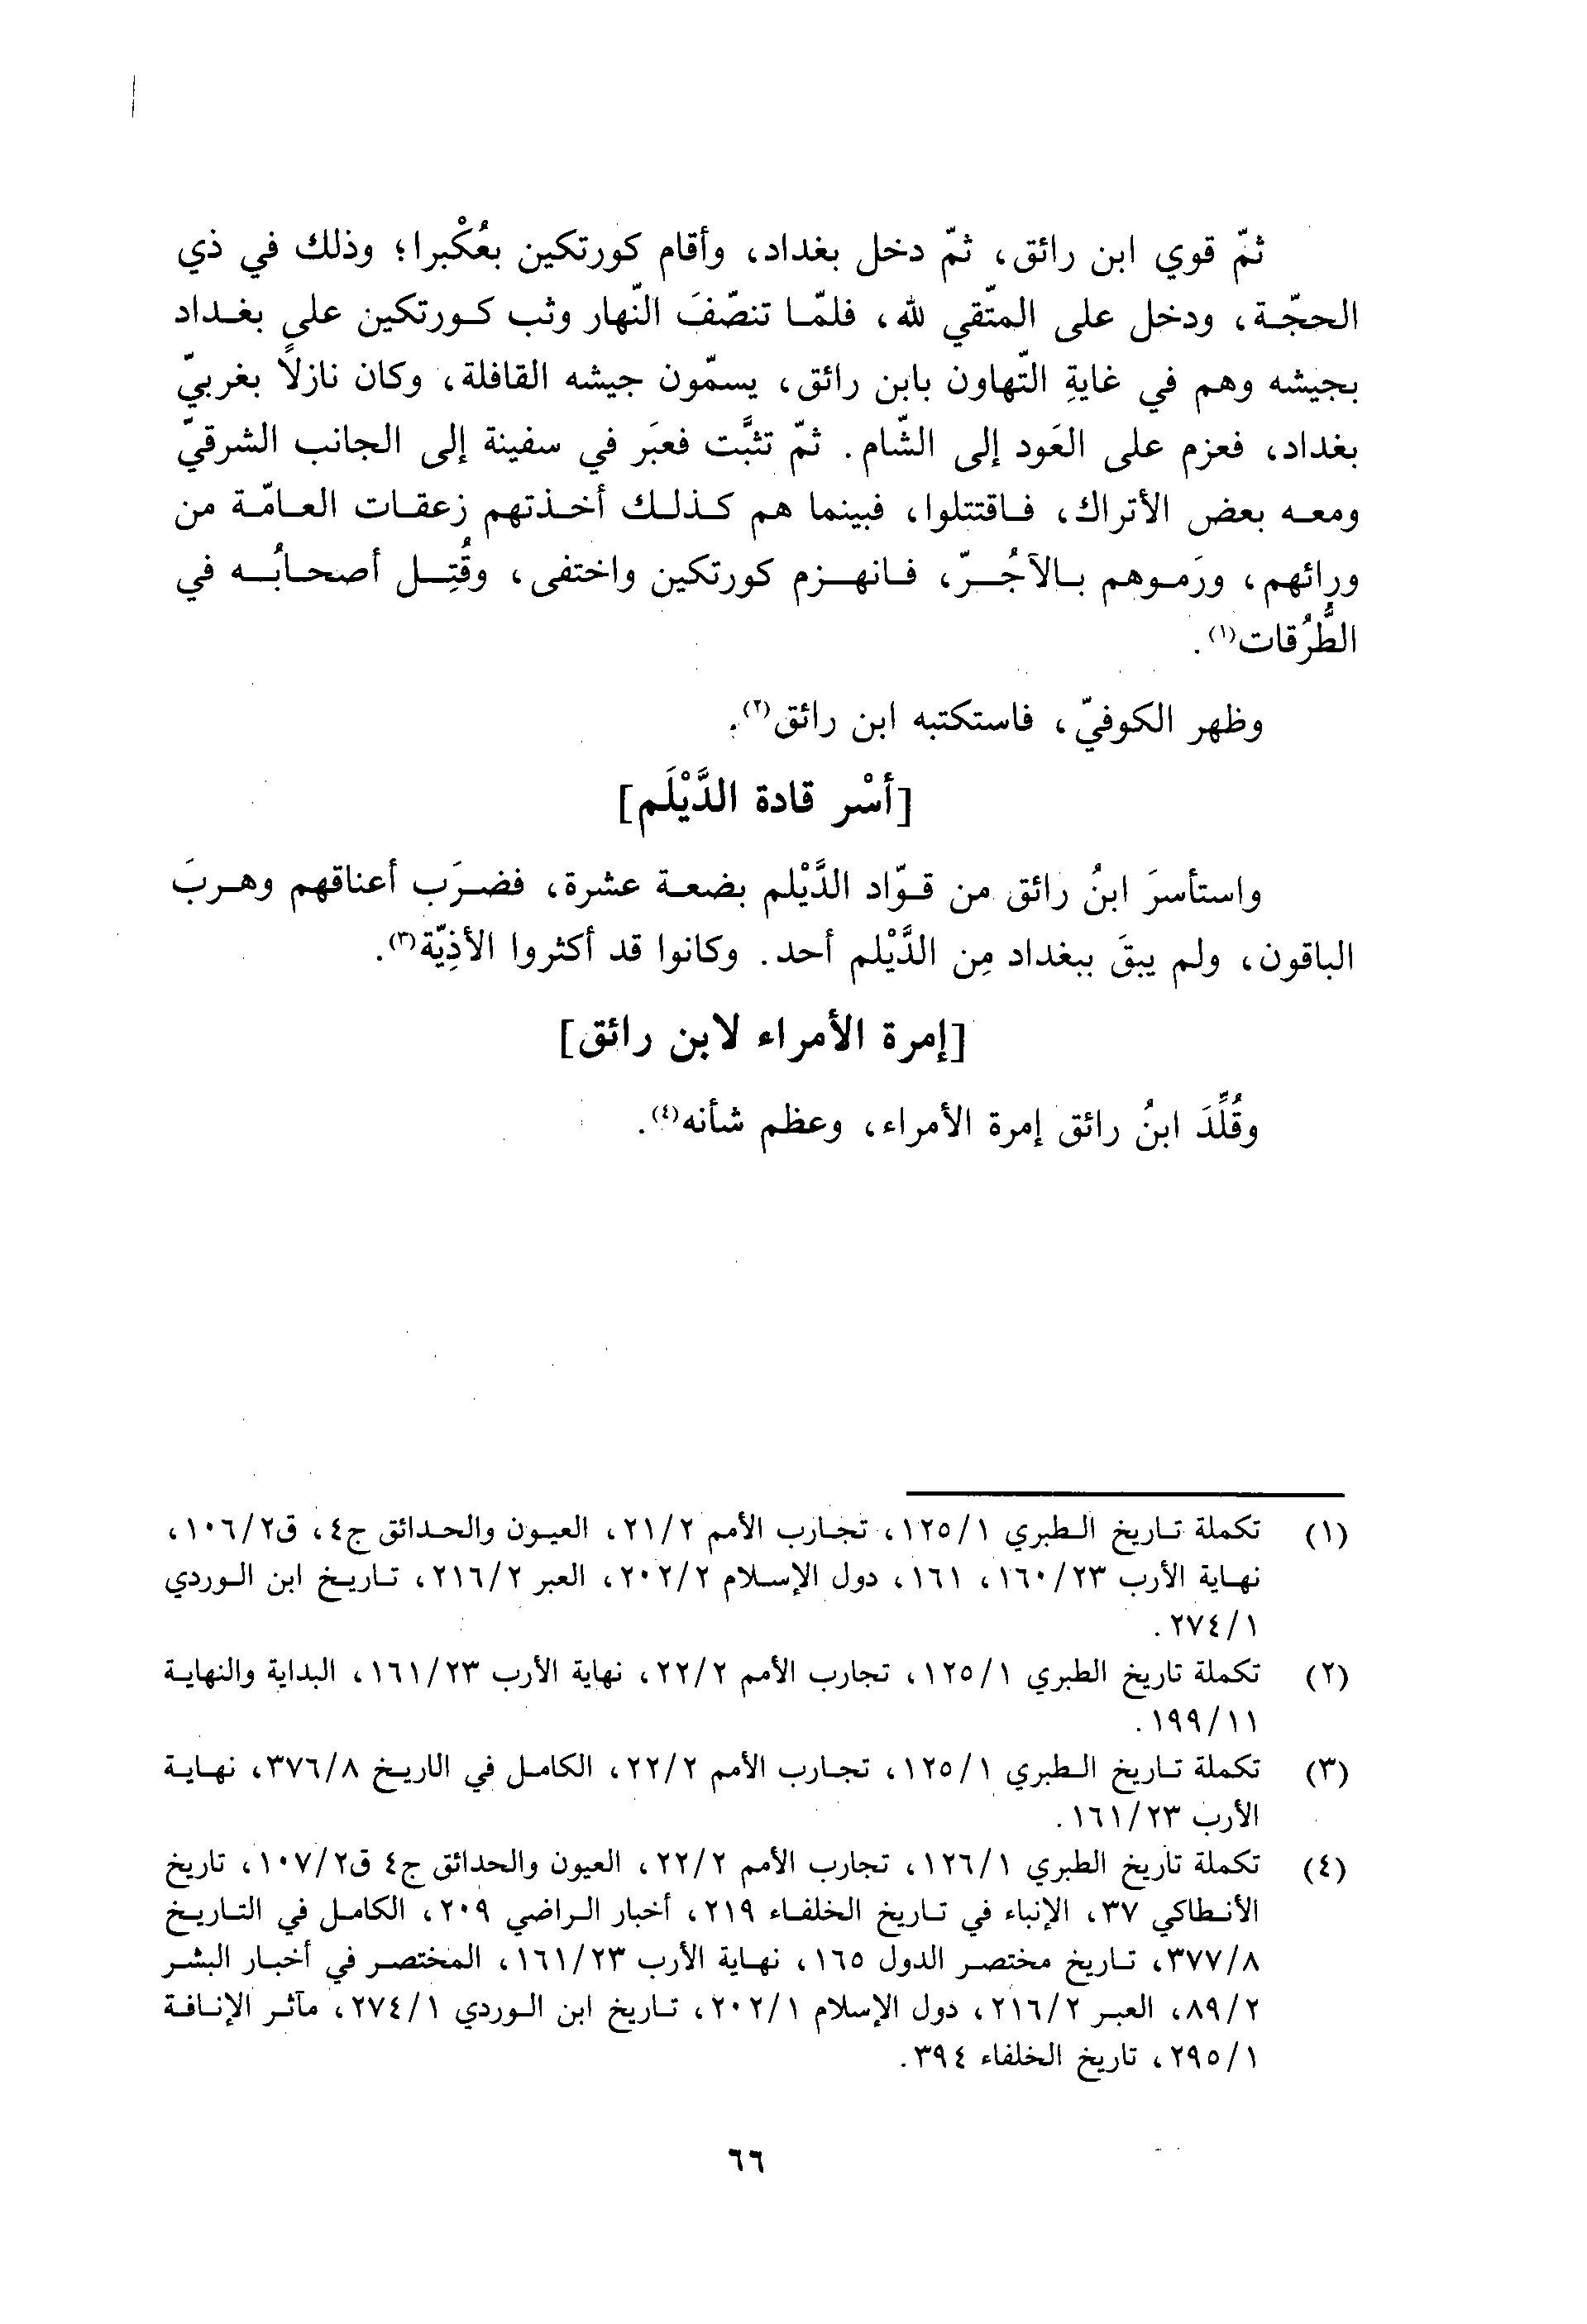 ثمّ قوي ابن رائق، ثمّ دخل بغداد، وأقام كورتكين بعُكْبرا؛ وذلك في ذي
الحجّة، ودخل على المتّقي لله، فلمّا تنصّفَ النّهار وثب كورتكين على بغداد
بجيشه وهم في غايةِ التّهاون بابن رائق، يسمّون جيشه القافلة، وكان نازلاً بغربيّ
بغداد، فعزم على العَود إلى الشّام. ثمّ تثبَّت فعبَر في سفينة إلى الجانب الشرقيّ
ومعه بعض الأتراك، فاقتتلوا، فبينما هم كذلك أخذتهم زعقات العامّة من
ورائهم، ورَموهم بالآجُرّ، فانهزم كورتكين واختفى، وقُتِل أصحابُه في
الطُّرُقات(١).
وظهر الكوفيّ، فاستكتبه ابن رائق(٢).
[أسْر قادة الدَّيْلَم]
واستأسرَ ابنُ رائق من قوّاد الدَّيْلم بضعة عشرة، فضرَب أعناقهم وهربَ
الباقون، ولم يبقَ ببغداد مِن الدَّيْلم أحد. وكانوا قد أكثروا الأذِيّة(٣).
[إمرة الأمراء لابن رائق]
وقُلِّدَ ابنُ رائق إمرة الأمراء، وعظم شأنه(٤).
(١) تكملة تاريخ الطبري ١/١٢٥، تجارب الأمم ٢/٢١، العيون والحدائق ج٤، ق٢/١٠٦،
نهاية الأرب ٢٣/١٦٠، ١٦١، دول الإسلام ٢/٢٠٢، العبر ٢/٢١٦، تاريخ ابن الوردي
١/٢٧٤.
(٢) تكملة تاريخ الطبري ١/١٢٥، تجارب الأمم ٢/٢٢، نهاية الأرب ٢٣/١٦١، البداية والنهاية
١١/١٩٩.
(٣) تكملة تاريخ الطبري ١/١٢٥، تجارب الأمم ٢/٢٢، الكامل في الاريخ ٨/٣٧٦، نهاية
الأرب ٢٣/١٦١.
(٤) تكملة تاريخ الطبري ١/١٢٦، تجارب الأمم ٢/٢٢، العيون والحدائق ج٤ ق٢/١٠٧، تاريخ
الأنطاكي ٣٧، الإنباء في تاريخ الخلفاء ٢١٩، أخبار الراضي ٢٠٩، الكامل في التاريخ
٨/٣٧٧، تاريخ مختصر الدول ١٦٥، نهاية الأرب ٢٣/١٦١، المختصر في أخبار البشر
٢/٨٩، العبر ٢/٢١٦، دول الإسلام ١/٢٠٢، تاريخ ابن الوردي ١/٢٧٤، مآثر الإنافة
١/٢٩٥، تاريخ الخلفاء ٣٩٤.
٦٦